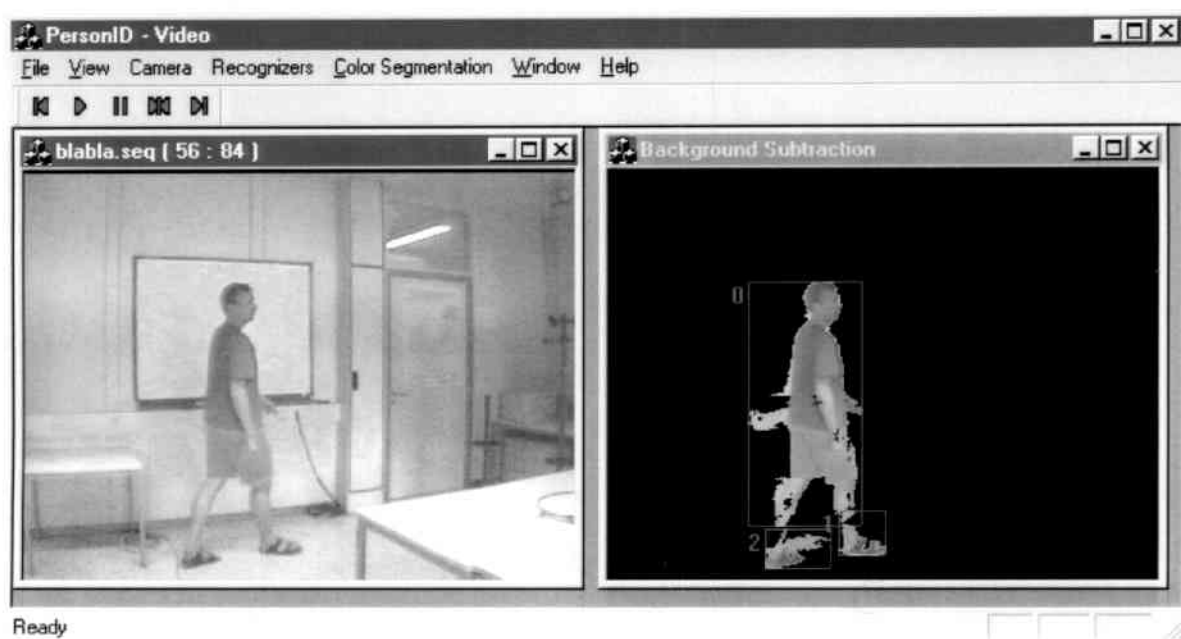 PersonID - Video
File View Camera Recognizers Color Segmentation Window Help
blabla.seq ( 56 : 84 )
Background Subtraction
0
1
2
Ready